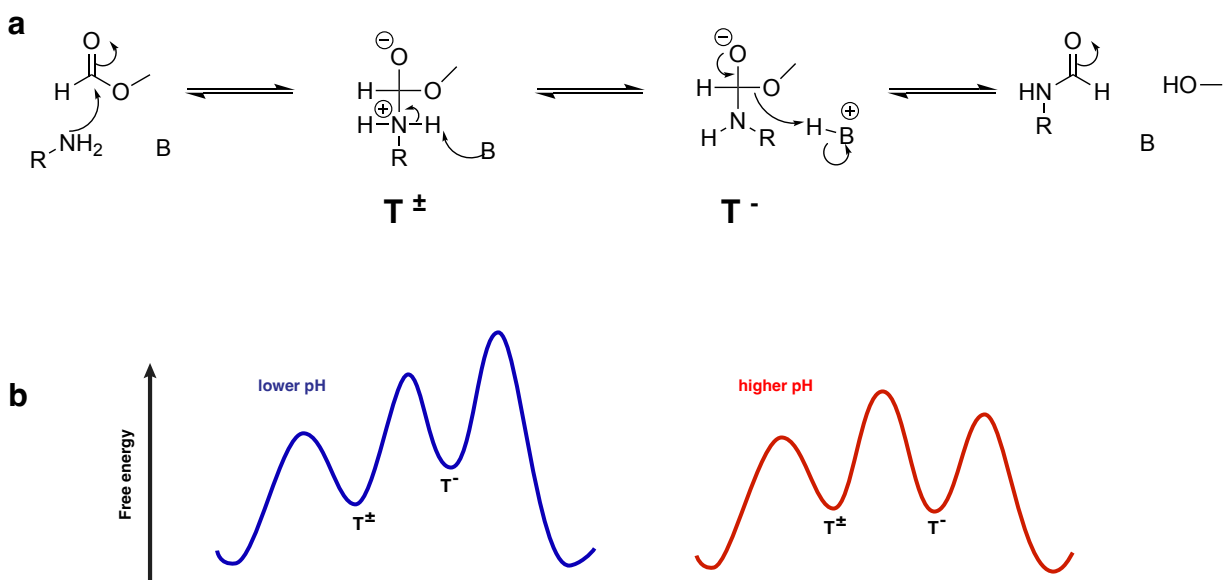 a
O
H
O
NH2
R
B
⊖
O
H
O
⊕
H N H
R
B
T ±
⊖
O
H
O
N
H
R
H
⊕
B
T -
O
HN
H
R
B
HO
b
Free energy
lower pH
T±
T-
higher pH
T±
T-